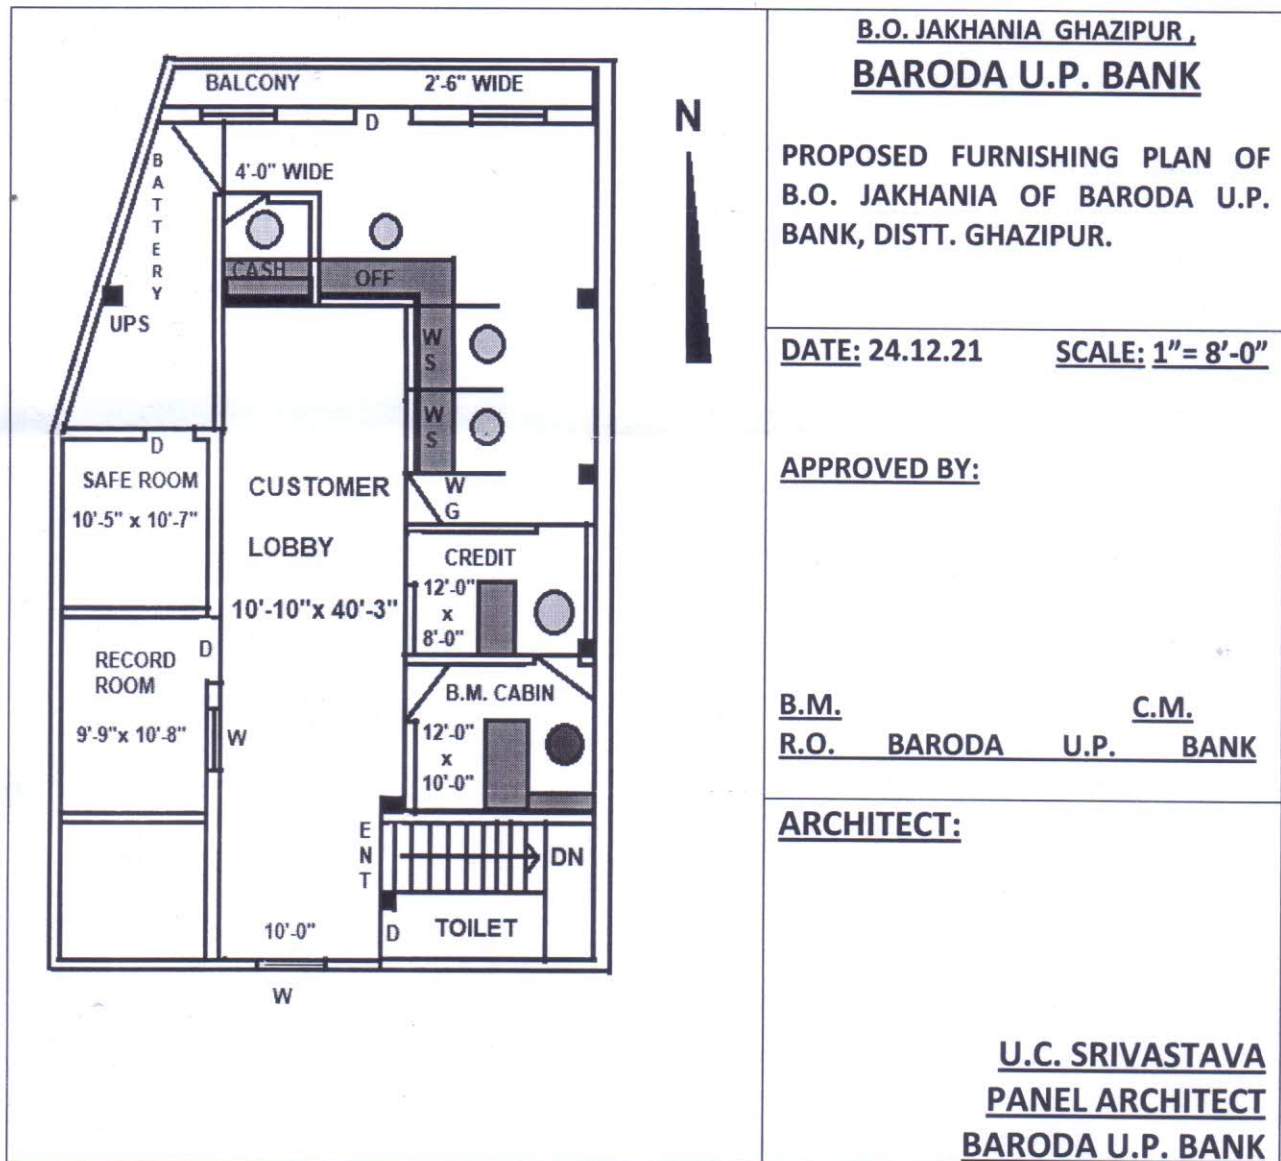 BALCONY 2'-6" WIDE
D
BATTERY
4'-0" WIDE
CASH
OFF
UPS
WS
WS
D
SAFE ROOM
10'-5" x 10'-7"
CUSTOMER
LOBBY
10'-10"x 40'-3"
WG
CREDIT
12'-0"
x
8'-0"
RECORD
ROOM
D
9'-9"x 10'-8"
W
B.M. CABIN
12'-0"
x
10'-0"
ENT
DN
10'-0"
D
TOILET
W
N
B.O. JAKHANIA GHAZIPUR,
BARODA U.P. BANK
PROPOSED FURNISHING PLAN OF
B.O. JAKHANIA OF BARODA U.P.
BANK, DISTT. GHAZIPUR.
DATE: 24.12.21 SCALE: 1"= 8'-0"
APPROVED BY:
B.M. C.M.
R.O. BARODA U.P. BANK
ARCHITECT:
U.C. SRIVASTAVA
PANEL ARCHITECT
BARODA U.P. BANK